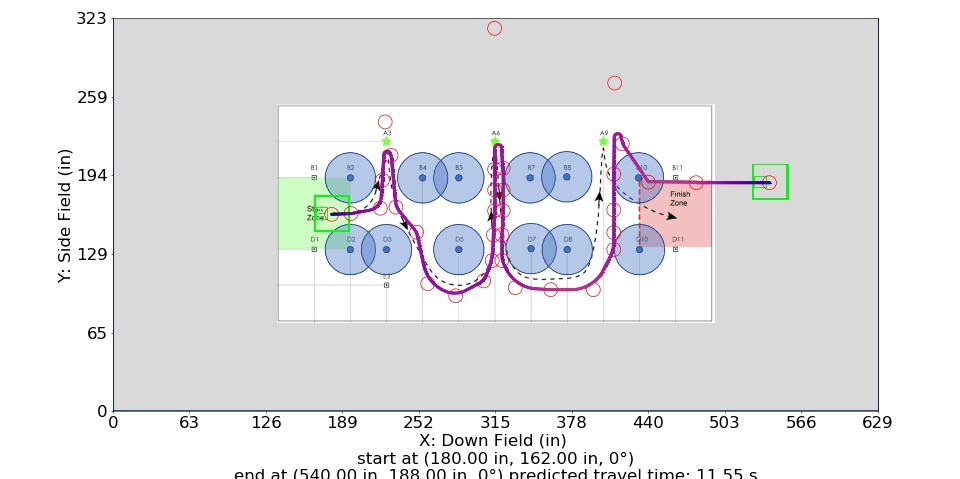 323
259
194
129
65
0
Y: Side Field (in)
A3
A6
A9
B1
B2
B4
B5
B7
B8
B11
Start
Zone
Finish
Zone
D1
D2
D3
D5
D7
D8
D10
D11
E3
0
63
126
189
252
315
378
440
503
566
629
X: Down Field (in)
start at (180.00 in, 162.00 in, 0°)
end at (540.00 in, 188.00 in, 0°) predicted travel time: 11.55 s